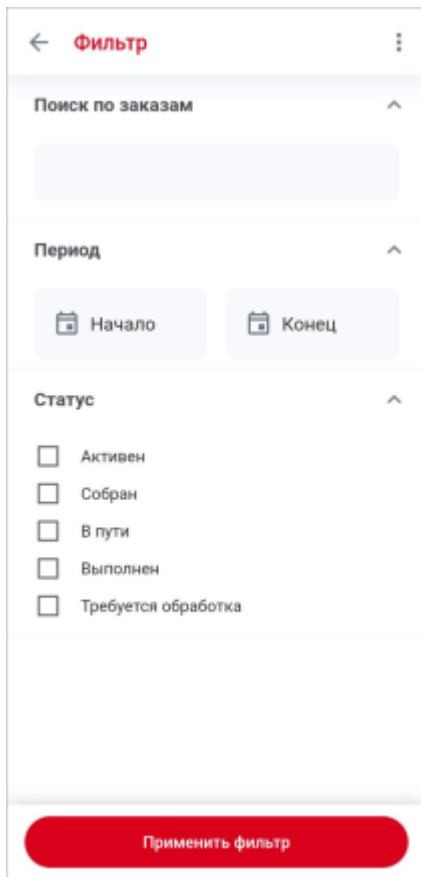 Фильтр
Поиск по заказам
Период
Начало Конец
Статус
Активен
Собран
В пути
Выполнен
Требуется обработка
Применить фильтр